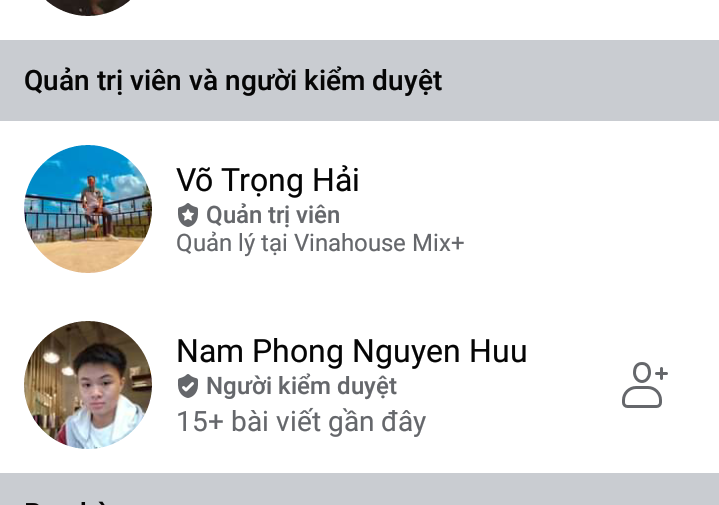 Quản trị viên và người kiểm duyệt
Võ Trọng Hải
Quản trị viên
Quản lý tại Vinahouse Mix+
Nam Phong Nguyen Huu
Người kiểm duyệt
15+ bài viết gần đây